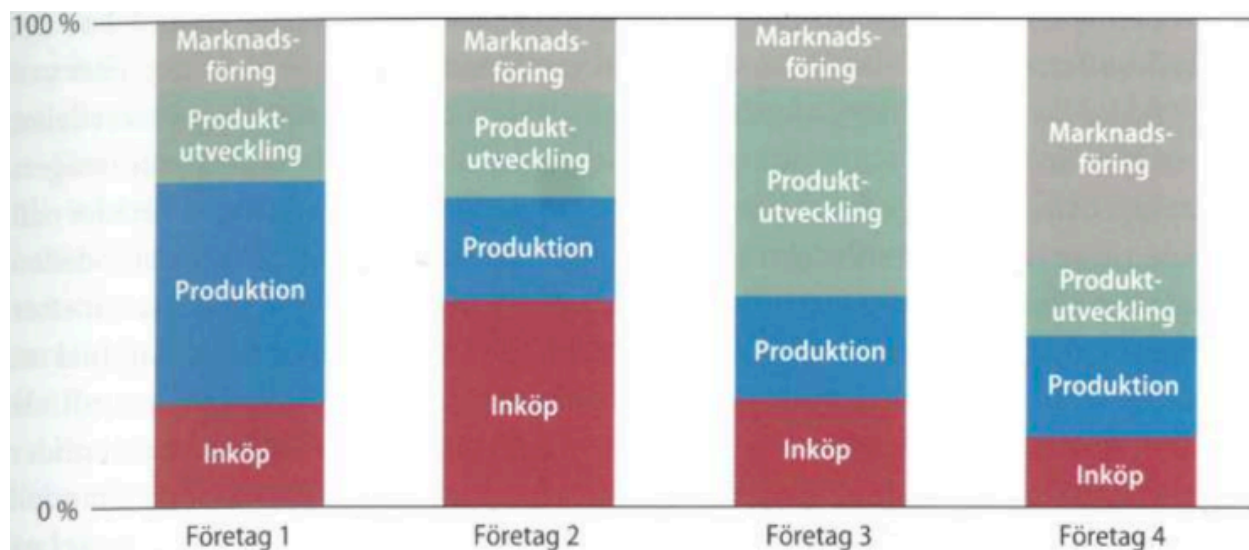 100 %
Marknads-
föring
Produkt-
utveckling
Produktion
Inköp
Marknads-
föring
Produkt-
utveckling
Produktion
Inköp
Marknads-
föring
Produkt-
utveckling
Produktion
Inköp
Marknads-
föring
Produkt-
utveckling
Produktion
Inköp
0 %
Företag 1
Företag 2
Företag 3
Företag 4